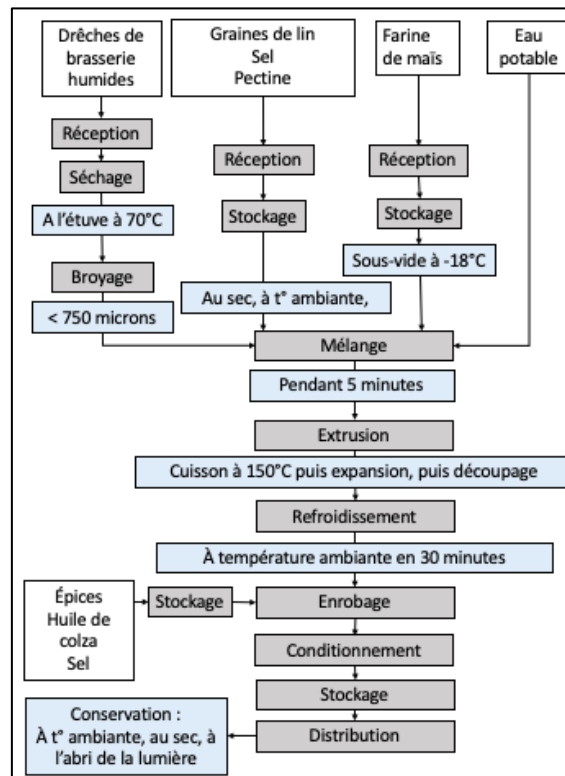 Drêches de
brasserie
humides
Graines de lin
Sel
Pectine
Farine
de maïs
Eau
potable
Réception
Séchage
A l'étuve à 70°C
Broyage
< 750 microns
Réception
Stockage
Au sec, à t° ambiante,
Réception
Stockage
Sous-vide à -18°C
Mélange
Pendant 5 minutes
Extrusion
Cuisson à 150°C puis expansion, puis découpage
Refroidissement
À température ambiante en 30 minutes
Épices
Huile de
colza
Sel
Stockage
Enrobage
Conditionnement
Stockage
Distribution
Conservation :
À t° ambiante, au sec, à
l'abri de la lumière